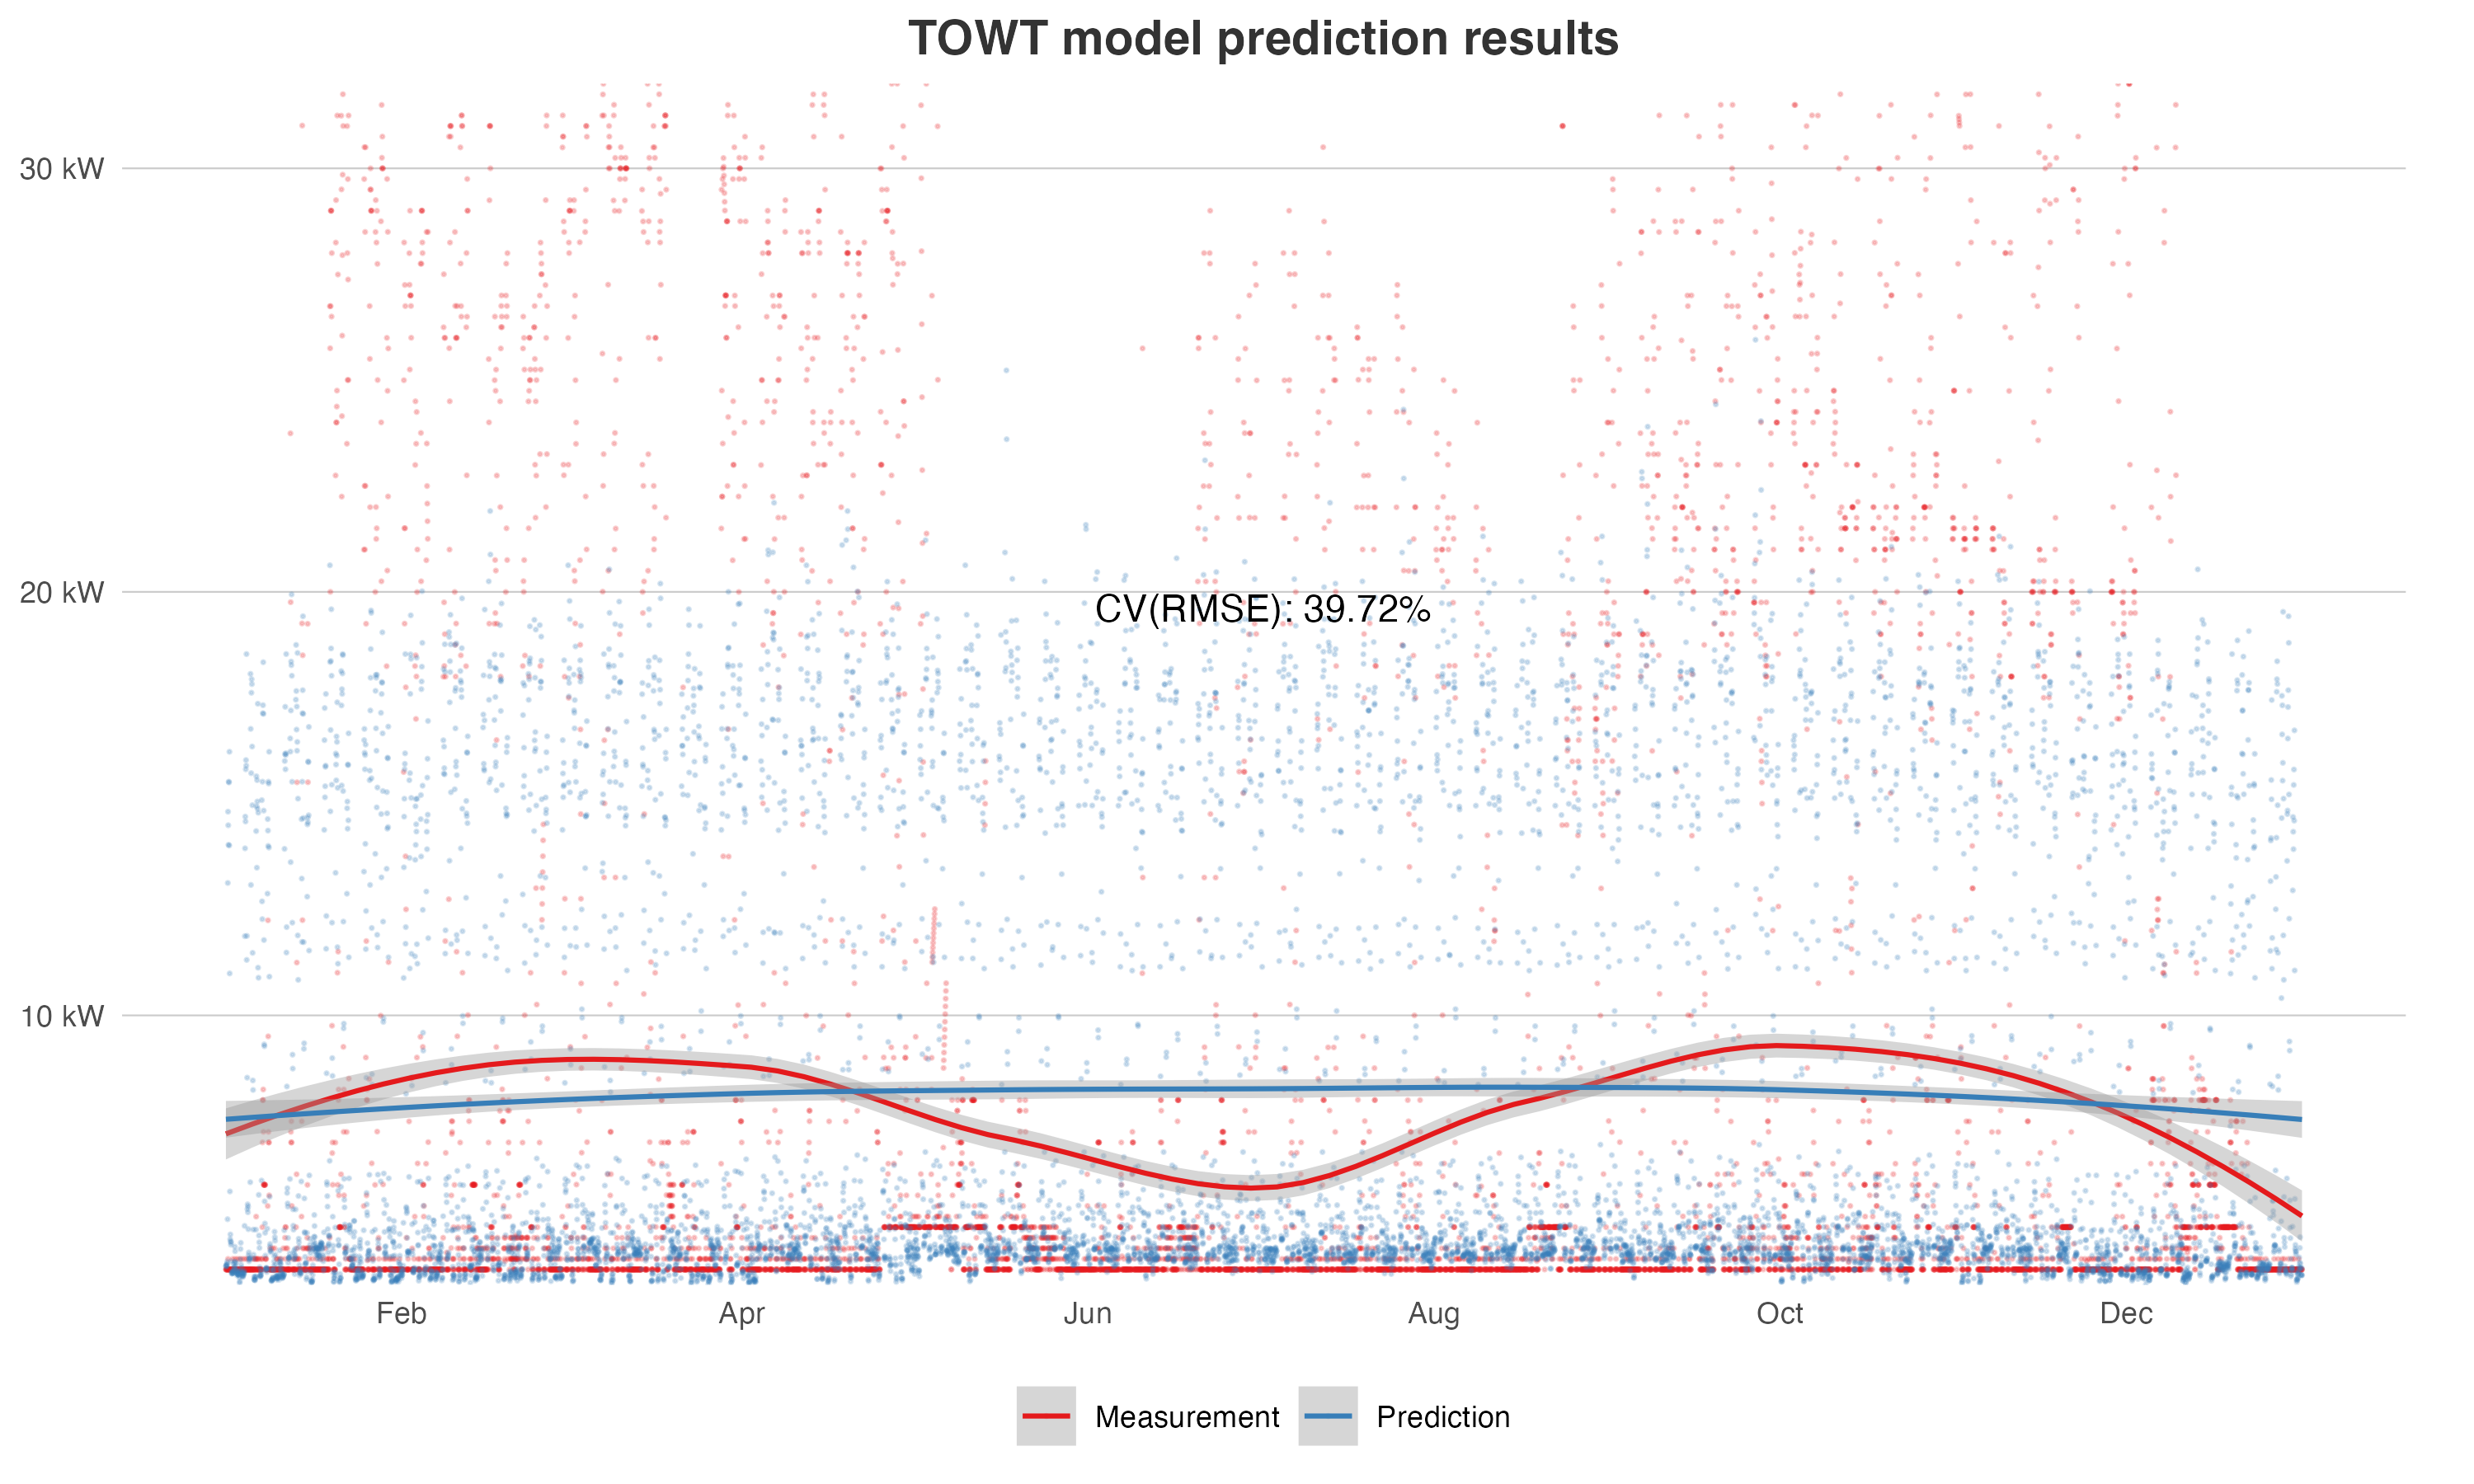 TOWT model prediction results
30 kW
20 kW
CV(RMSE): 39.72%
10 kW
Feb Apr Jun Aug Oct Dec
Measurement Prediction